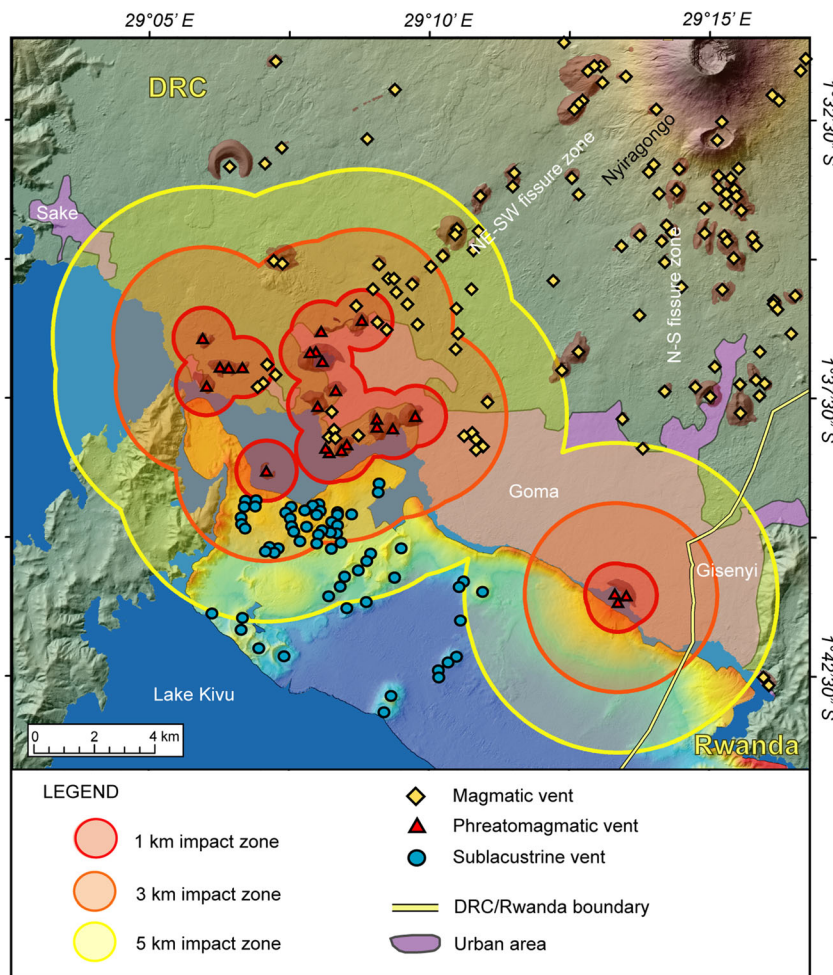 29°05' E
29°10' E
29°15' E
DRC
1°32'30" S
Nyiragongo
NE-SW fissure zone
Sake
N-S fissure zone
1°37'30" S
Goma
Gisenyi
1°42'30" S
Lake Kivu
0 2 4 km
Rwanda
LEGEND
1 km impact zone
3 km impact zone
5 km impact zone
Magmatic vent
Phreatomagmatic vent
Sublacustrine vent
DRC/Rwanda boundary
Urban area